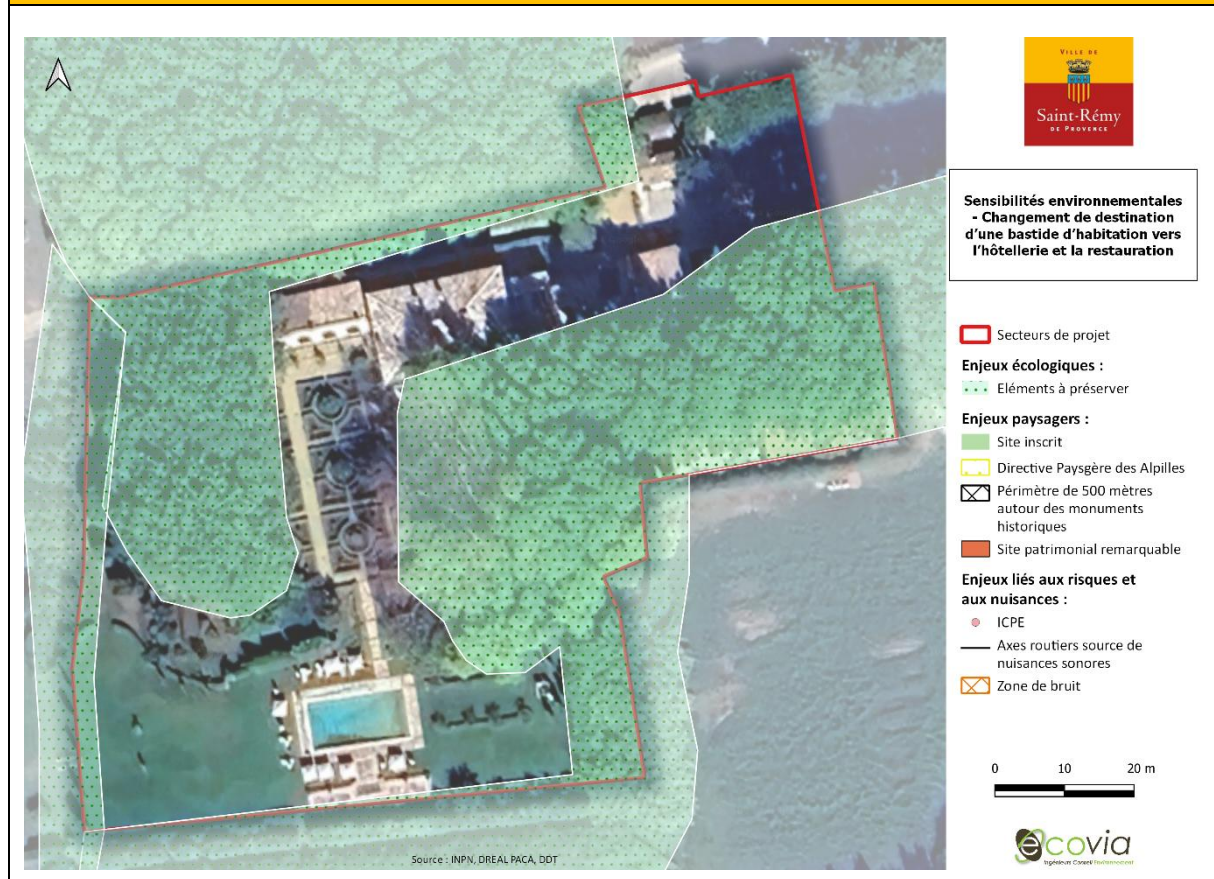 VILLE DE
Saint-Rémy
DE PROVENCE
Sensibilités environnementales
- Changement de destination
d'une bastide d'habitation vers
l'hôtellerie et la restauration
Secteurs de projet
Enjeux écologiques :
Eléments à préserver
Enjeux paysagers :
Site inscrit
Directive Paysgère des Alpilles
Périmètre de 500 mètres
autour des monuments
historiques
Site patrimonial remarquable
Enjeux liés aux risques et
aux nuisances :
ICPE
Axes routiers source de
nuisances sonores
Zone de bruit
0 10 20 m
ecovia
Ingénieurs Conseil Environnement
Source : INPN, DREAL PACA, DDT